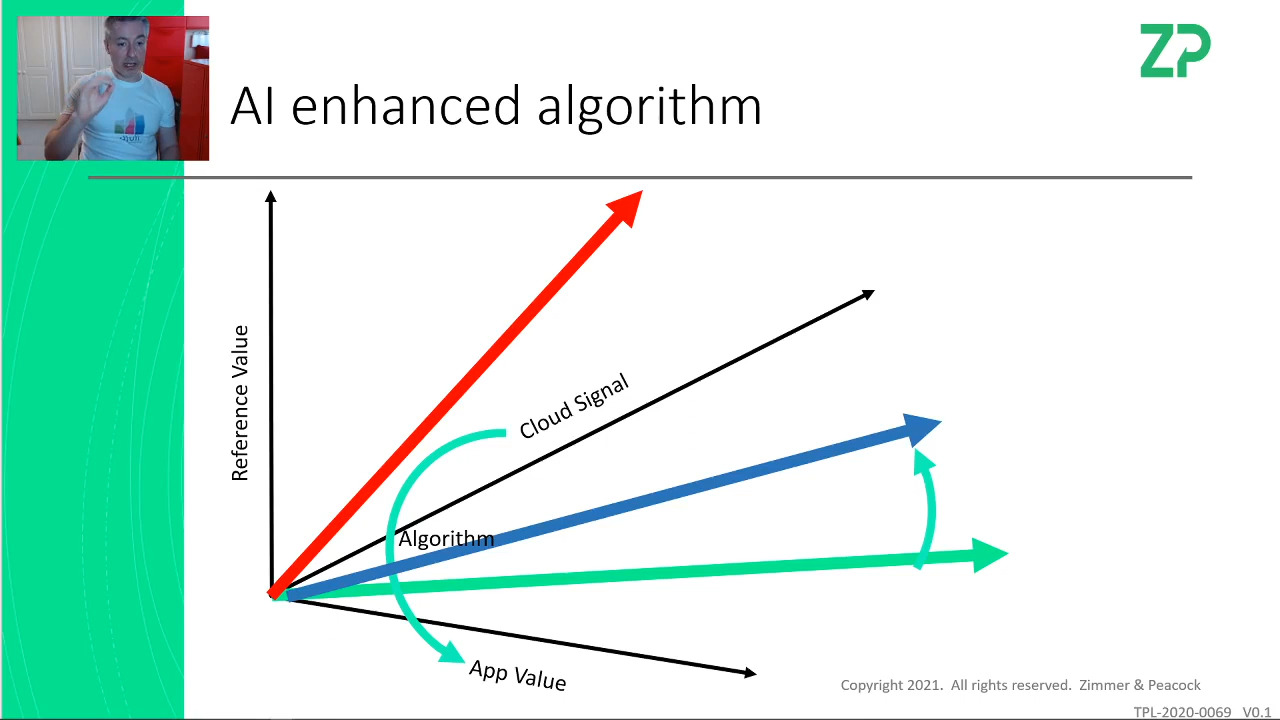 ZP
AI enhanced algorithm
Reference Value
Cloud Signal
Algorithm
App Value
Copyright 2021.  All rights reserved.  Zimmer & Peacock
TPL-2020-0069   V0.1